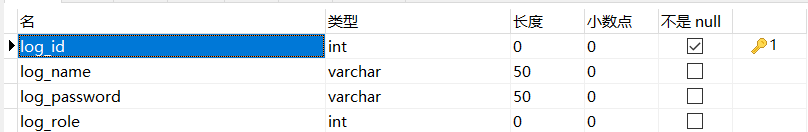 名 类型 长度 小数点 不是 null
log_id int 0 0 1
log_name varchar 50 0
log_password varchar 50 0
log_role int 0 0